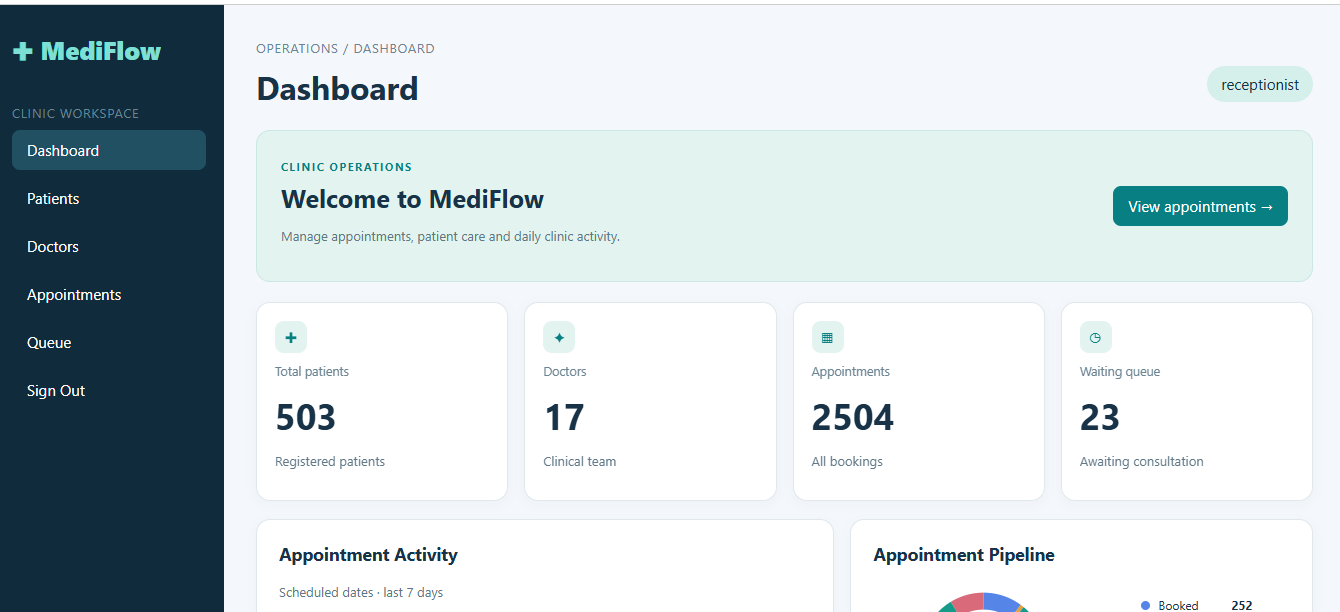 MediFlow
CLINIC WORKSPACE
Dashboard
Patients
Doctors
Appointments
Queue
Sign Out
OPERATIONS / DASHBOARD
Dashboard
receptionist
CLINIC OPERATIONS
Welcome to MediFlow
Manage appointments, patient care and daily clinic activity.
View appointments →
Total patients
503
Registered patients
Doctors
17
Clinical team
Appointments
2504
All bookings
Waiting queue
23
Awaiting consultation
Appointment Activity
Scheduled dates · last 7 days
Appointment Pipeline
Booked 252